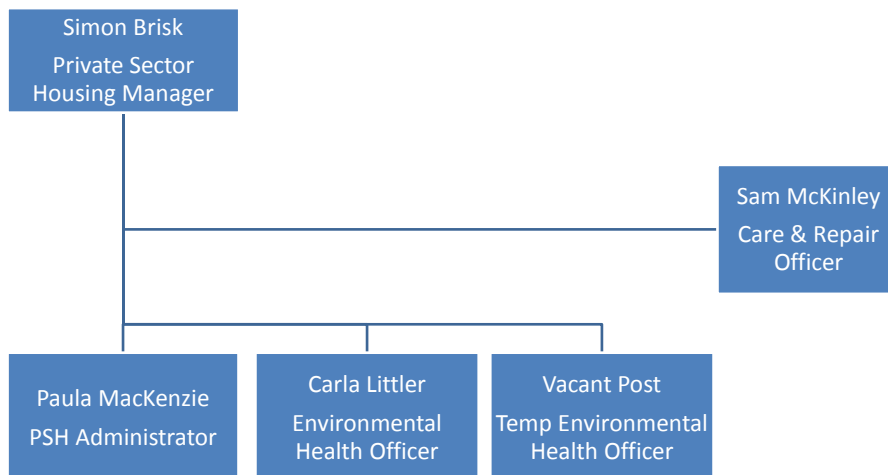 Simon Brisk
Private Sector
Housing Manager
Sam McKinley
Care & Repair
Officer
Paula MacKenzie
PSH Administrator
Carla Littler
Environmental
Health Officer
Vacant Post
Temp Environmental
Health Officer